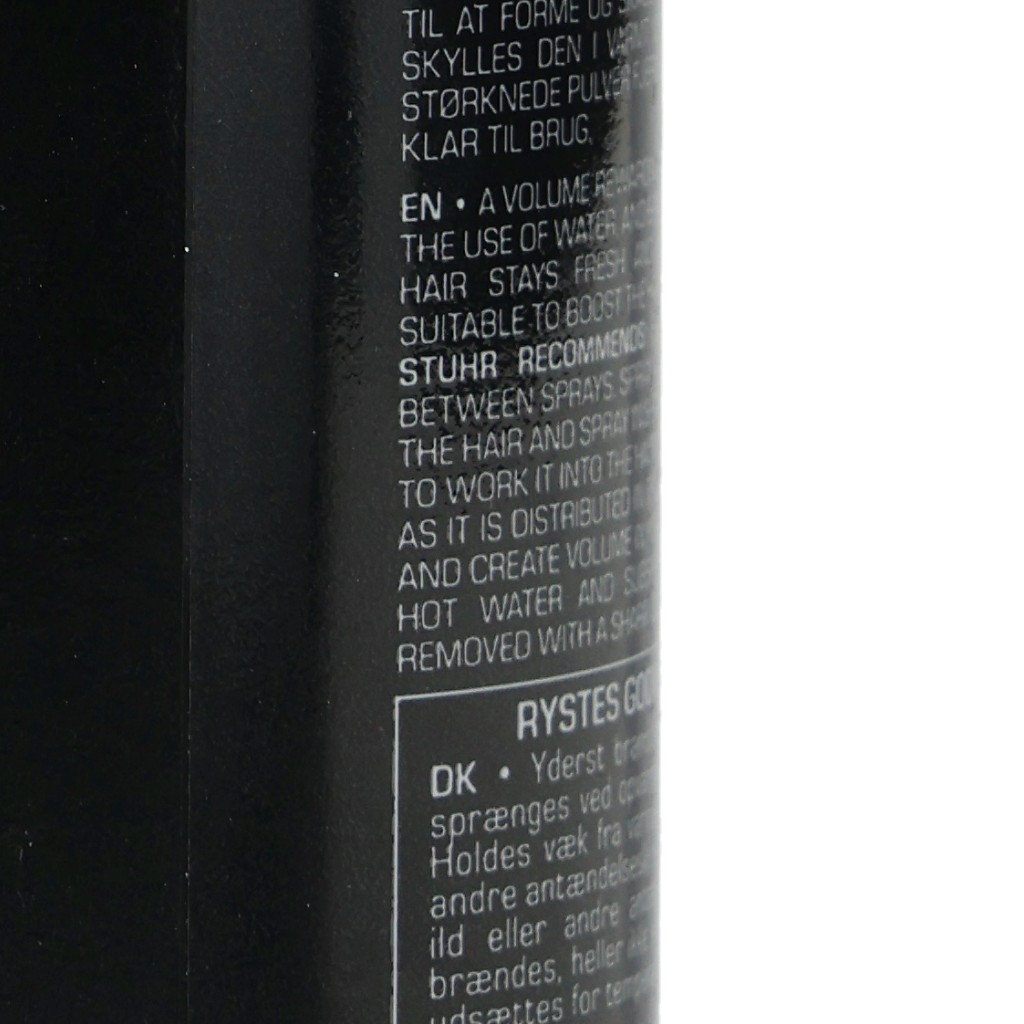 TIL AT FORME OG
SKYLLES DEN I
STØRKNEDE
KLAR TIL BRUG.
EN • A VOLUME
THE USE OF WATER
HAIR STAYS FRESH
SUITABLE TO BOOST THE
STUHR RECOMMENDS
BETWEEN SPRAYS.
THE HAIR AND SPRAY
TO WORK IT INTO THE
AS IT IS DISTRIBUTED
AND CREATE VOLUME
HOT WATER AND
REMOVED WITH A
RYSTES
DK • Yderst
sprænges ved
Holdes væk fra
andre
ild eller andre
brændes, heller
udsættes for